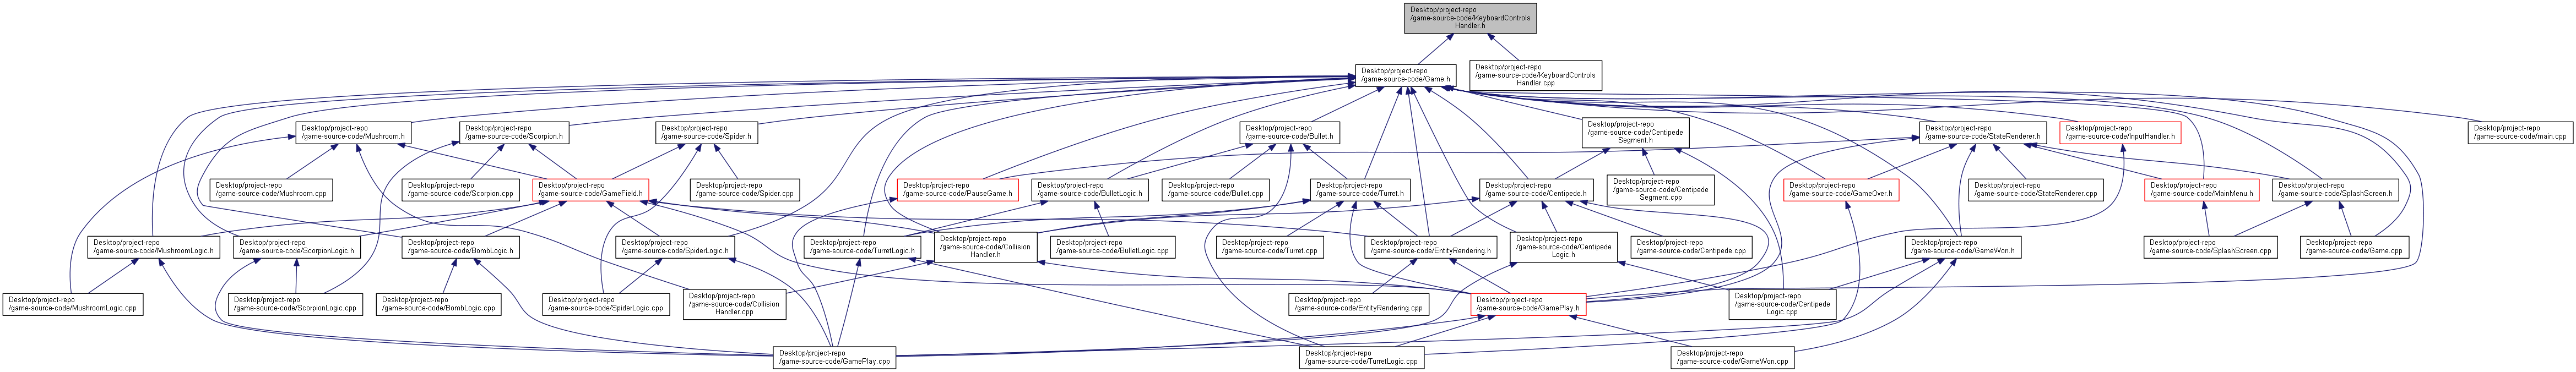 Desktop/project-repo
/game-source-code/KeyboardControls
Handler.h
Desktop/project-repo
/game-source-code/Game.h
Desktop/project-repo
/game-source-code/KeyboardControls
Handler.cpp
Desktop/project-repo
/game-source-code/Mushroom.h
Desktop/project-repo
/game-source-code/Scorpion.h
Desktop/project-repo
/game-source-code/Spider.h
Desktop/project-repo
/game-source-code/Bullet.h
Desktop/project-repo
/game-source-code/Centipede
Segment.h
Desktop/project-repo
/game-source-code/InputHandler.h
Desktop/project-repo
/game-source-code/StateRenderer.h
Desktop/project-repo
/game-source-code/main.cpp
Desktop/project-repo
/game-source-code/Mushroom.cpp
Desktop/project-repo
/game-source-code/Scorpion.cpp
Desktop/project-repo
/game-source-code/GameField.h
Desktop/project-repo
/game-source-code/Spider.cpp
Desktop/project-repo
/game-source-code/PauseGame.h
Desktop/project-repo
/game-source-code/BulletLogic.h
Desktop/project-repo
/game-source-code/Bullet.cpp
Desktop/project-repo
/game-source-code/Turret.h
Desktop/project-repo
/game-source-code/Centipede.h
Desktop/project-repo
/game-source-code/Centipede
Segment.cpp
Desktop/project-repo
/game-source-code/GameOver.h
Desktop/project-repo
/game-source-code/StateRenderer.cpp
Desktop/project-repo
/game-source-code/MainMenu.h
Desktop/project-repo
/game-source-code/SplashScreen.h
Desktop/project-repo
/game-source-code/MushroomLogic.h
Desktop/project-repo
/game-source-code/ScorpionLogic.h
Desktop/project-repo
/game-source-code/BombLogic.h
Desktop/project-repo
/game-source-code/SpiderLogic.h
Desktop/project-repo
/game-source-code/TurretLogic.h
Desktop/project-repo
/game-source-code/Collision
Handler.h
Desktop/project-repo
/game-source-code/BulletLogic.cpp
Desktop/project-repo
/game-source-code/Turret.cpp
Desktop/project-repo
/game-source-code/EntityRendering.h
Desktop/project-repo
/game-source-code/Centipede
Logic.h
Desktop/project-repo
/game-source-code/Centipede.cpp
Desktop/project-repo
/game-source-code/GameWon.h
Desktop/project-repo
/game-source-code/SplashScreen.cpp
Desktop/project-repo
/game-source-code/Game.cpp
Desktop/project-repo
/game-source-code/MushroomLogic.cpp
Desktop/project-repo
/game-source-code/ScorpionLogic.cpp
Desktop/project-repo
/game-source-code/BombLogic.cpp
Desktop/project-repo
/game-source-code/SpiderLogic.cpp
Desktop/project-repo
/game-source-code/Collision
Handler.cpp
Desktop/project-repo
/game-source-code/EntityRendering.cpp
Desktop/project-repo
/game-source-code/GamePlay.h
Desktop/project-repo
/game-source-code/Centipede
Logic.cpp
Desktop/project-repo
/game-source-code/GamePlay.cpp
Desktop/project-repo
/game-source-code/TurretLogic.cpp
Desktop/project-repo
/game-source-code/GameWon.cpp